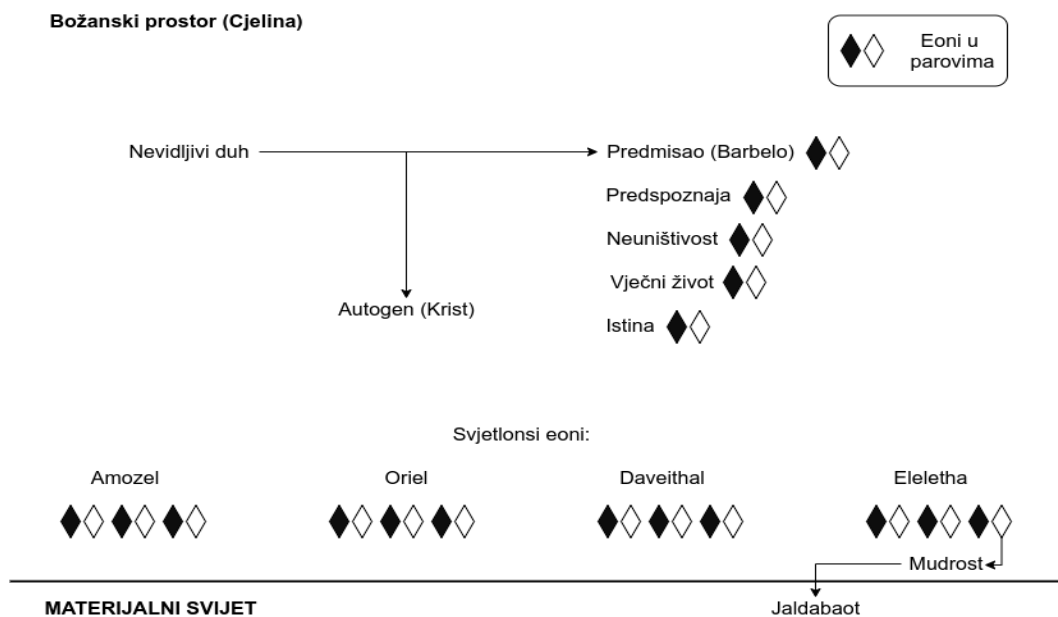 Božanski prostor (Cjelina)
Eoni u
parovima
Nevidljivi duh
Predmisao (Barbelo)
Predspoznaja
Neuništivost
Vječni život
Autogen (Krist)
Istina
Svjetlonsi eoni:
Amozel
Oriel
Daveithal
Eleletha
Mudrost
MATERIJALNI SVIJET
Jaldabaot